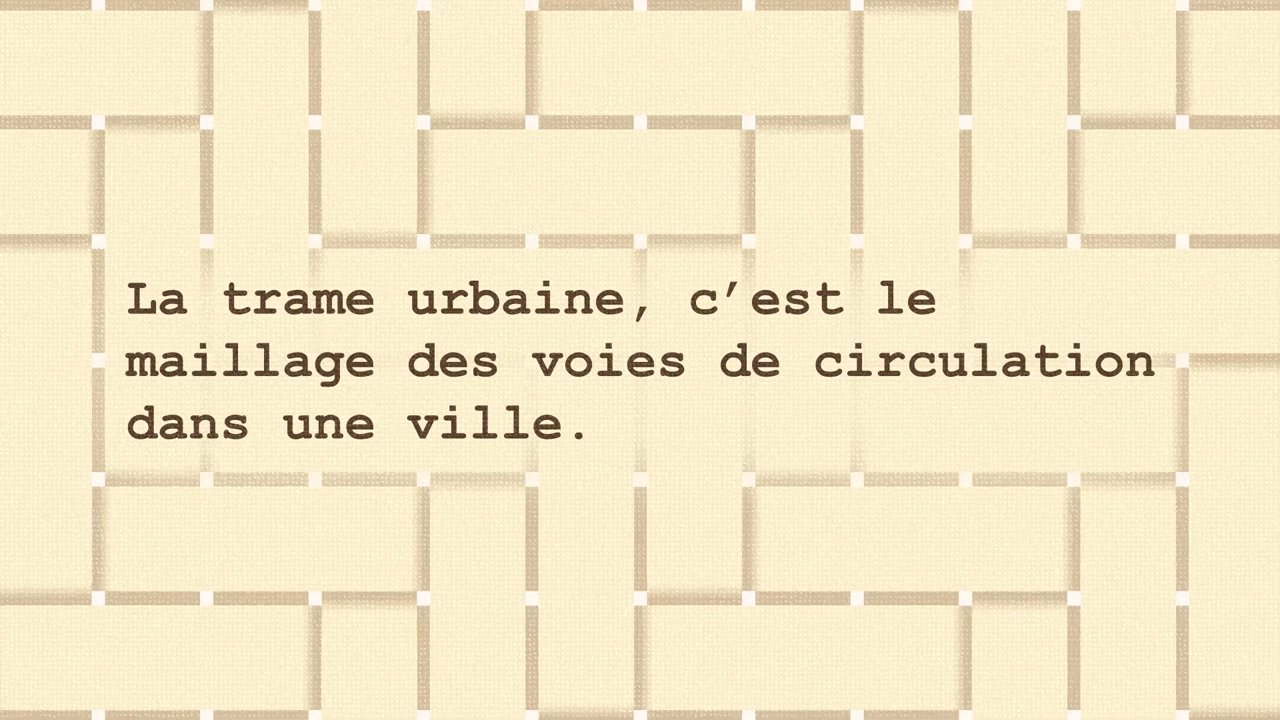 La trame urbaine, c’est le
maillage des voies de circulation
dans une ville.